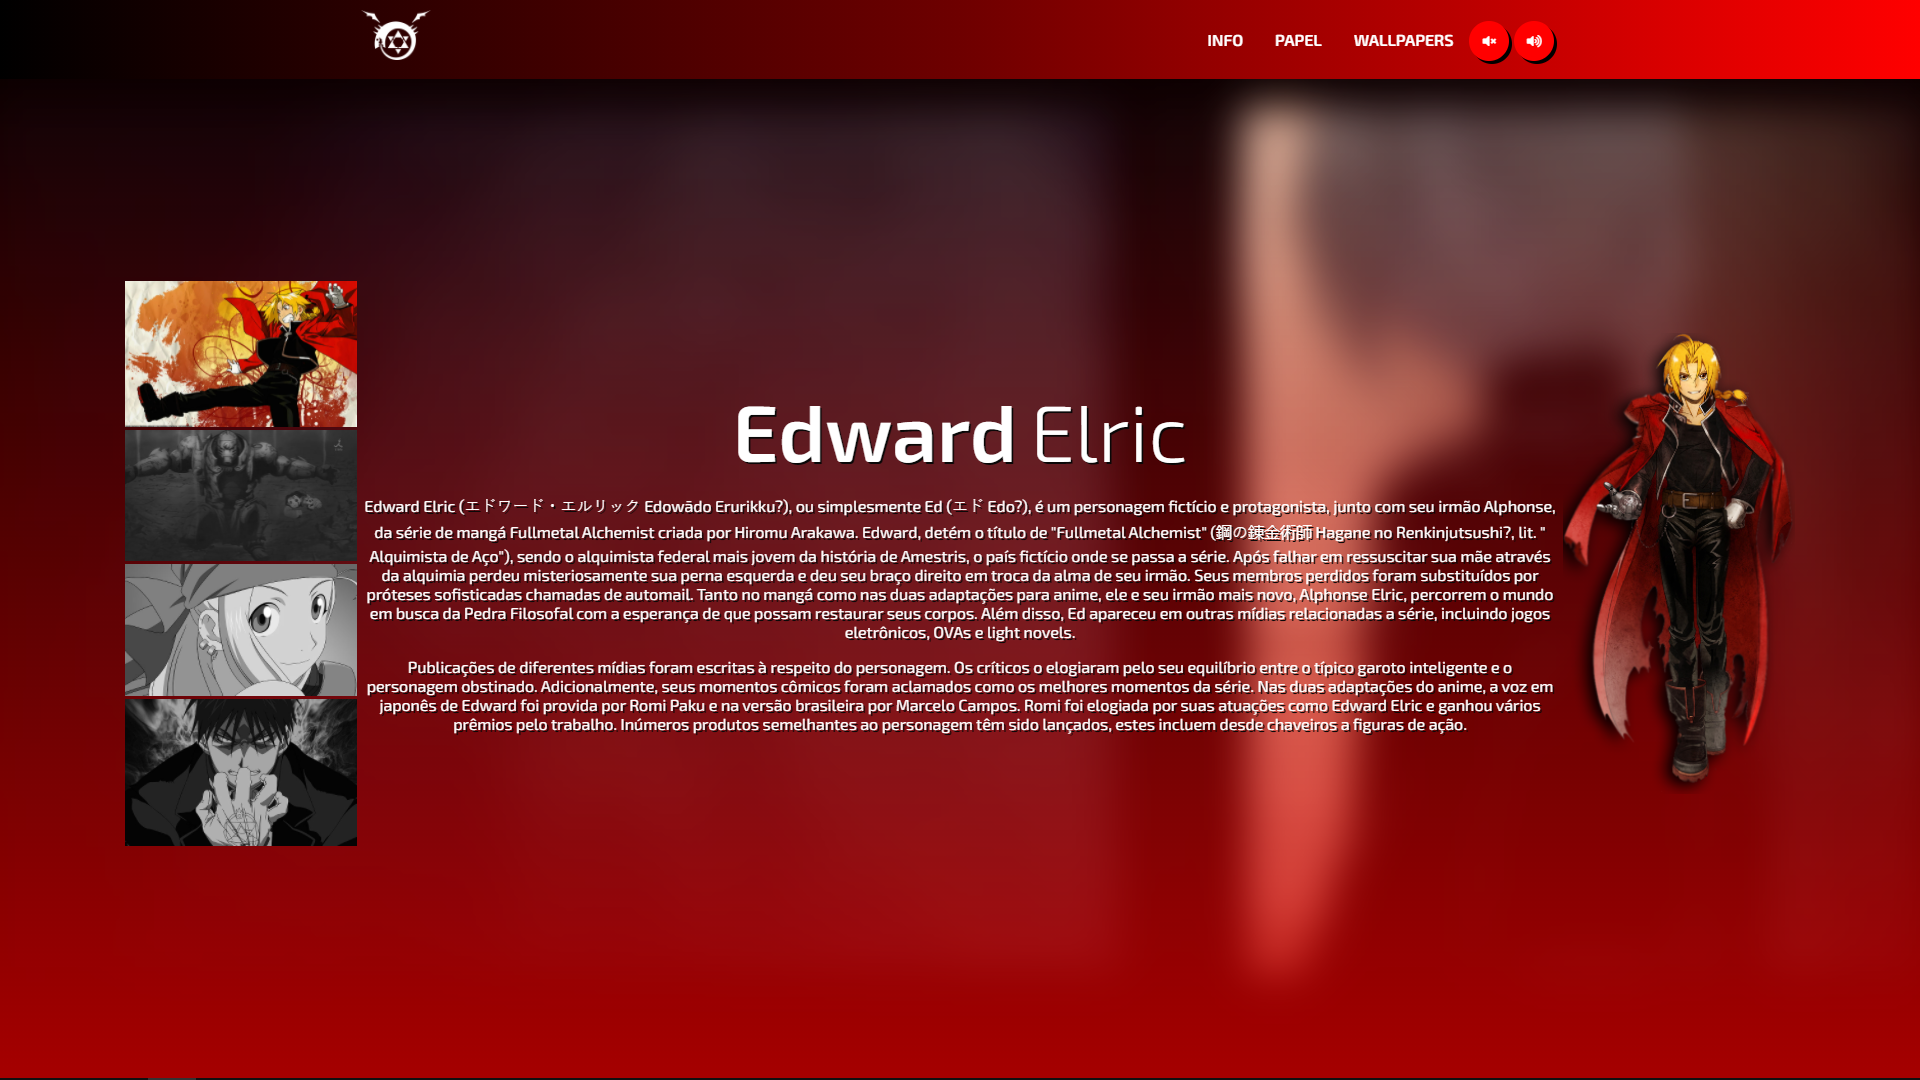 INFO PAPEL WALLPAPERS
Edward Elric
Edward Elric (エドワード・エルリック Edowādo Erurikku?), ou simplesmente Ed (エド Edo?), é um personagem fictício e protagonista, junto com seu irmão Alphonse,
da série de mangá Fullmetal Alchemist criada por Hiromu Arakawa. Edward, detém o título de "Fullmetal Alchemist" (鋼の錬金術師 Hagane no Renkinjutsushi?, lit. "
Alquimista de Aço"), sendo o alquimista federal mais jovem da história de Amestris, o país fictício onde se passa a série. Após falhar em ressuscitar sua mãe através
da alquimia perdeu misteriosamente sua perna esquerda e deu seu braço direito em troca da alma de seu irmão. Seus membros perdidos foram substituídos por
próteses sofisticadas chamadas de automail. Tanto no mangá como nas duas adaptações para anime, ele e seu irmão mais novo, Alphonse Elric, percorrem o mundo
em busca da Pedra Filosofal com a esperança de que possam restaurar seus corpos. Além disso, Ed apareceu em outras mídias relacionadas a série, incluindo jogos
eletrônicos, OVAs e light novels.
Publicações de diferentes mídias foram escritas à respeito do personagem. Os críticos o elogiaram pelo seu equilíbrio entre o típico garoto inteligente e o
personagem obstinado. Adicionalmente, seus momentos cômicos foram aclamados como os melhores momentos da série. Nas duas adaptações do anime, a voz em
japonês de Edward foi provida por Romi Paku e na versão brasileira por Marcelo Campos. Romi foi elogiada por suas atuações como Edward Elric e ganhou vários
prêmios pelo trabalho. Inúmeros produtos semelhantes ao personagem têm sido lançados, estes incluem desde chaveiros a figuras de ação.